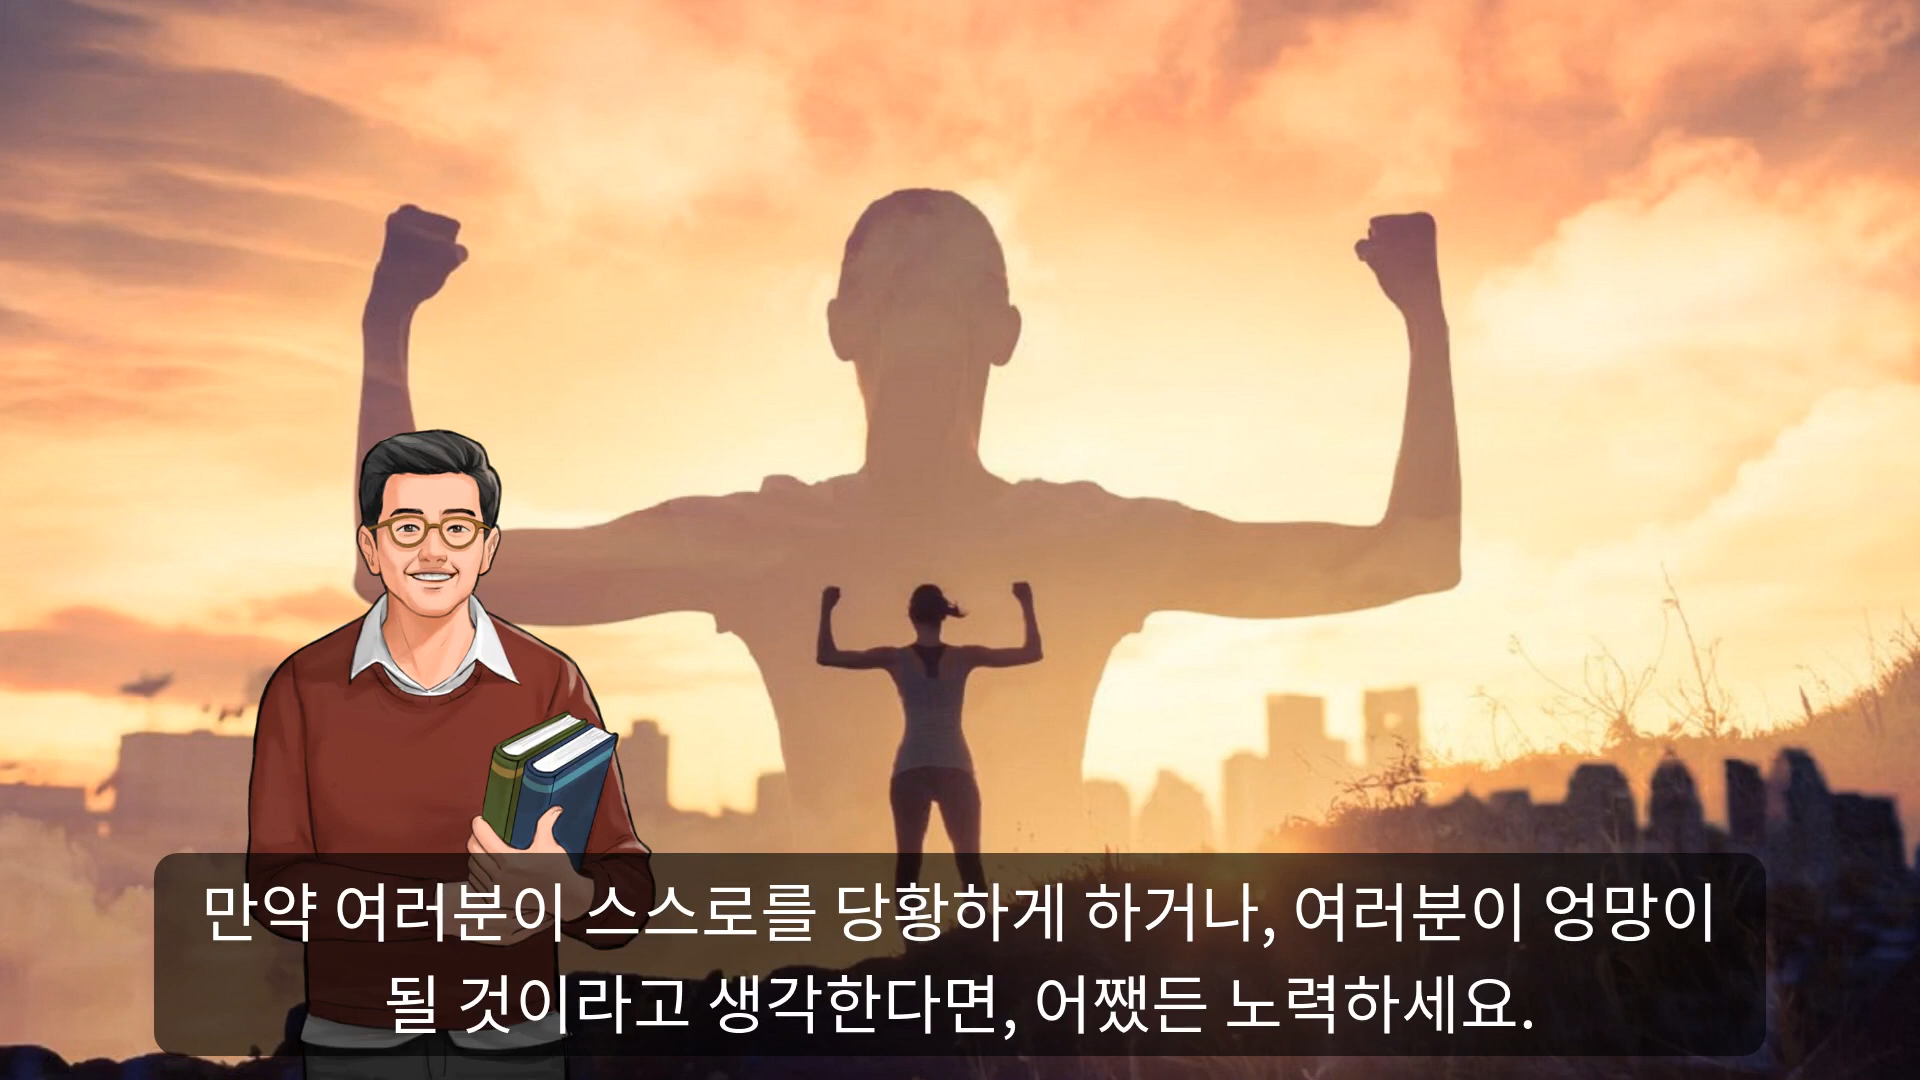 만약 여러분이 스스로를 당황하게 하거나, 여러분이 엉망이
될 것이라고 생각한다면, 어쨌든 노력하세요.